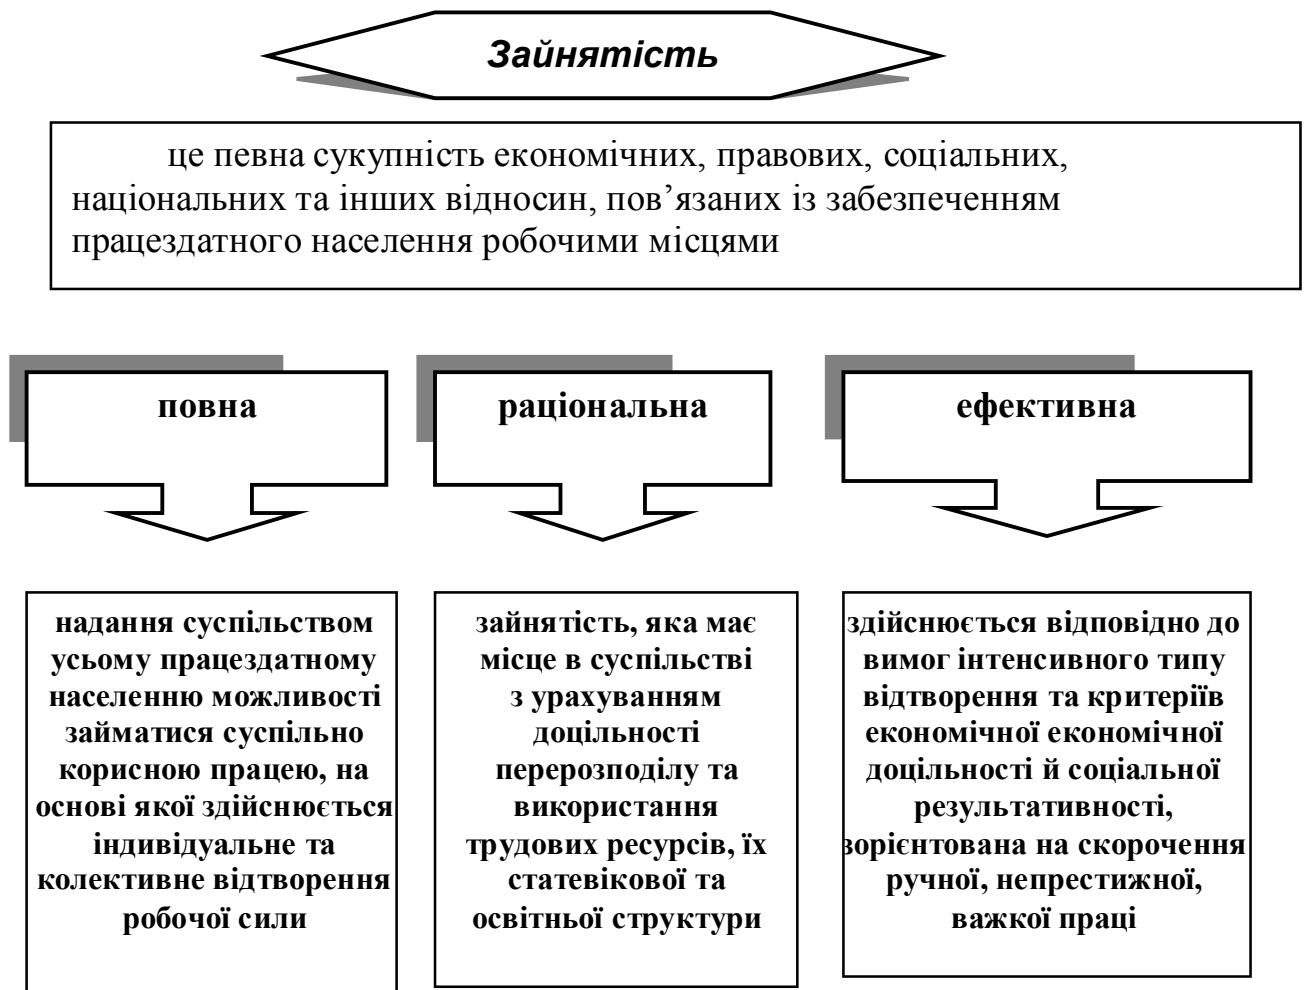 Зайнятість
це певна сукупність економічних, правових, соціальних,
національних та інших відносин, пов’язаних із забезпеченням
працездатного населення робочими місцями
повна
надання суспільством
усьому працездатному
населенню можливості
займатися суспільно
корисною працею, на
основі якої здійснюється
індивідуальне та
колективне відтворення
робочої сили
раціональна
зайнятість, яка має
місце в суспільстві
з урахуванням
доцільності
перерозподілу та
використання
трудових ресурсів, їх
статевікової та
освітньої структури
ефективна
здійснюється відповідно до
вимог інтенсивного типу
відтворення та критеріїв
економічної економічної
доцільності й соціальної
результативності,
зорієнтована на скорочення
ручної, непрестижної,
важкої праці